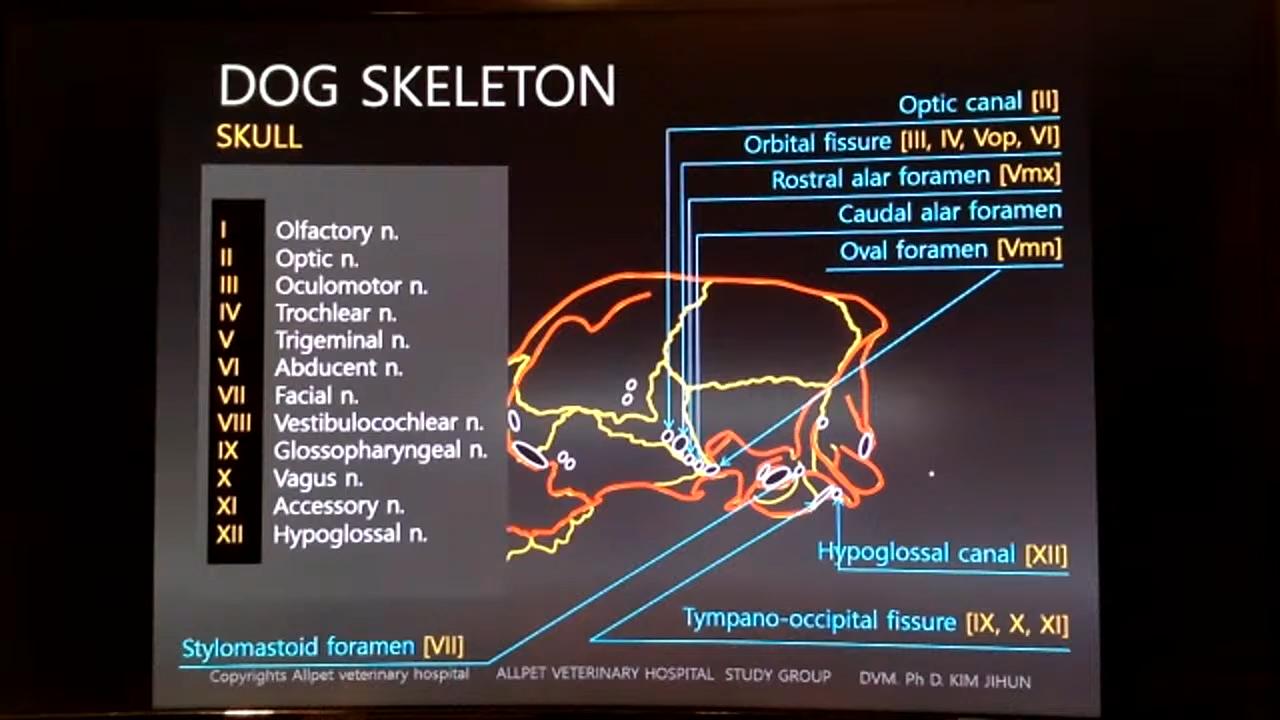 DOG SKELETON
SKULL
Optic canal [II]
Orbital fissure [III, IV, Vop, VI]
Rostral alar foramen [Vmx]
Caudal alar foramen
Oval foramen [Vmn]
I Olfactory n.
II Optic n.
III Oculomotor n.
IV Trochlear n.
V Trigeminal n.
VI Abducent n.
VII Facial n.
VIII Vestibulocochlear n.
IX Glossopharyngeal n.
X Vagus n.
XI Accessory n.
XII Hypoglossal n.
Hypoglossal canal [XII]
Tympano-occipital fissure [IX, X, XI]
Stylomastoid foramen [VII]
Copyrights Allpet veterinary hospital ALLPET VETERINARY HOSPITAL STUDY GROUP DVM. Ph D. KIM JIHUN